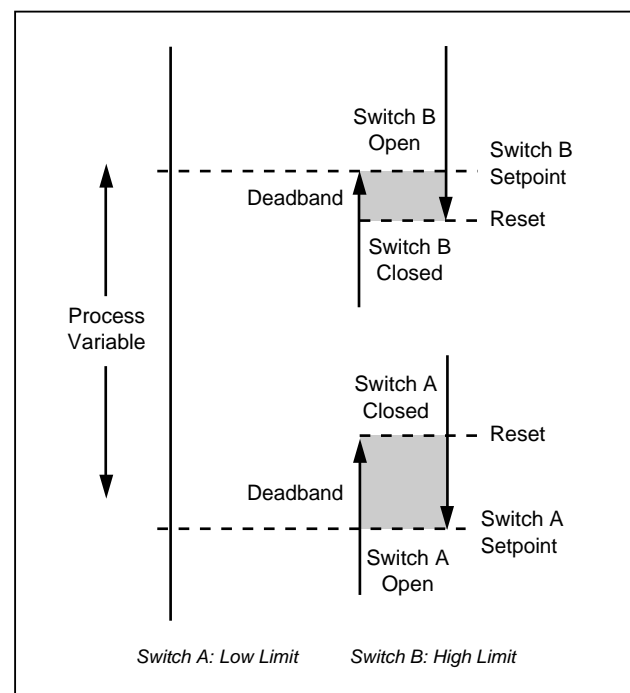 Switch B
Open
Switch B
Setpoint
Deadband
Reset
Switch B
Closed
Process
Variable
Switch A
Closed
Reset
Deadband
Switch A
Setpoint
Switch A
Open
Switch A: Low Limit
Switch B: High Limit